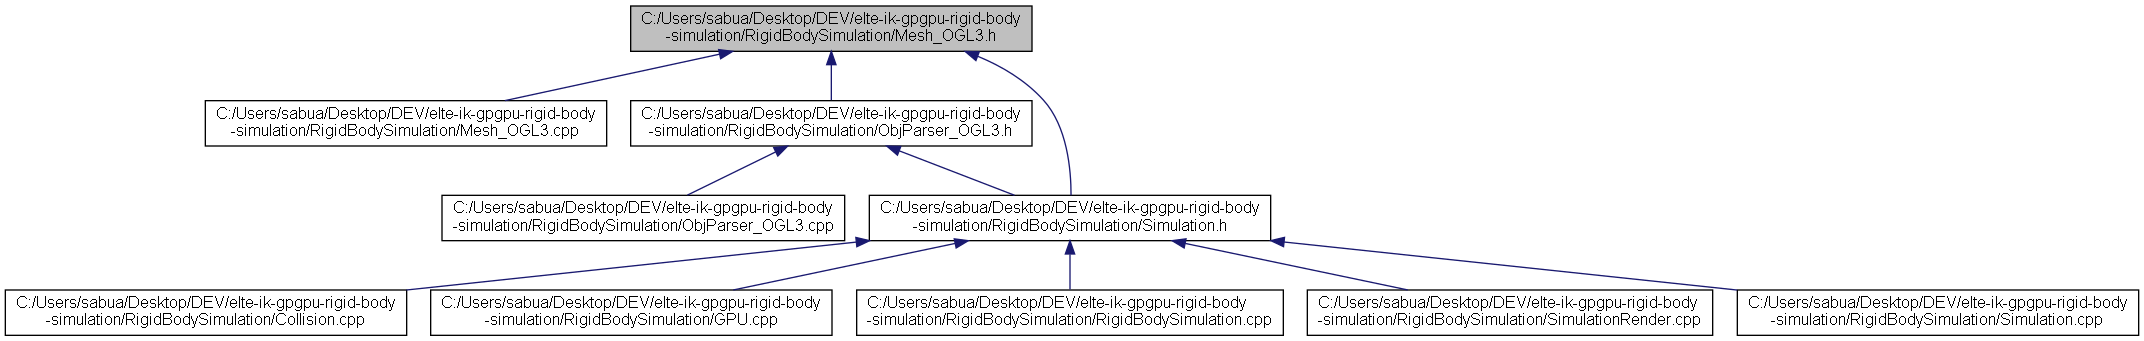 C:/Users/sabua/Desktop/DEV/elte-ik-gpgpu-rigid-body
-simulation/RigidBodySimulation/Mesh_OGL3.h
C:/Users/sabua/Desktop/DEV/elte-ik-gpgpu-rigid-body
-simulation/RigidBodySimulation/Mesh_OGL3.cpp
C:/Users/sabua/Desktop/DEV/elte-ik-gpgpu-rigid-body
-simulation/RigidBodySimulation/ObjParser_OGL3.h
C:/Users/sabua/Desktop/DEV/elte-ik-gpgpu-rigid-body
-simulation/RigidBodySimulation/ObjParser_OGL3.cpp
C:/Users/sabua/Desktop/DEV/elte-ik-gpgpu-rigid-body
-simulation/RigidBodySimulation/Simulation.h
C:/Users/sabua/Desktop/DEV/elte-ik-gpgpu-rigid-body
-simulation/RigidBodySimulation/Collision.cpp
C:/Users/sabua/Desktop/DEV/elte-ik-gpgpu-rigid-body
-simulation/RigidBodySimulation/GPU.cpp
C:/Users/sabua/Desktop/DEV/elte-ik-gpgpu-rigid-body
-simulation/RigidBodySimulation/RigidBodySimulation.cpp
C:/Users/sabua/Desktop/DEV/elte-ik-gpgpu-rigid-body
-simulation/RigidBodySimulation/SimulationRender.cpp
C:/Users/sabua/Desktop/DEV/elte-ik-gpgpu-rigid-body
-simulation/RigidBodySimulation/Simulation.cpp